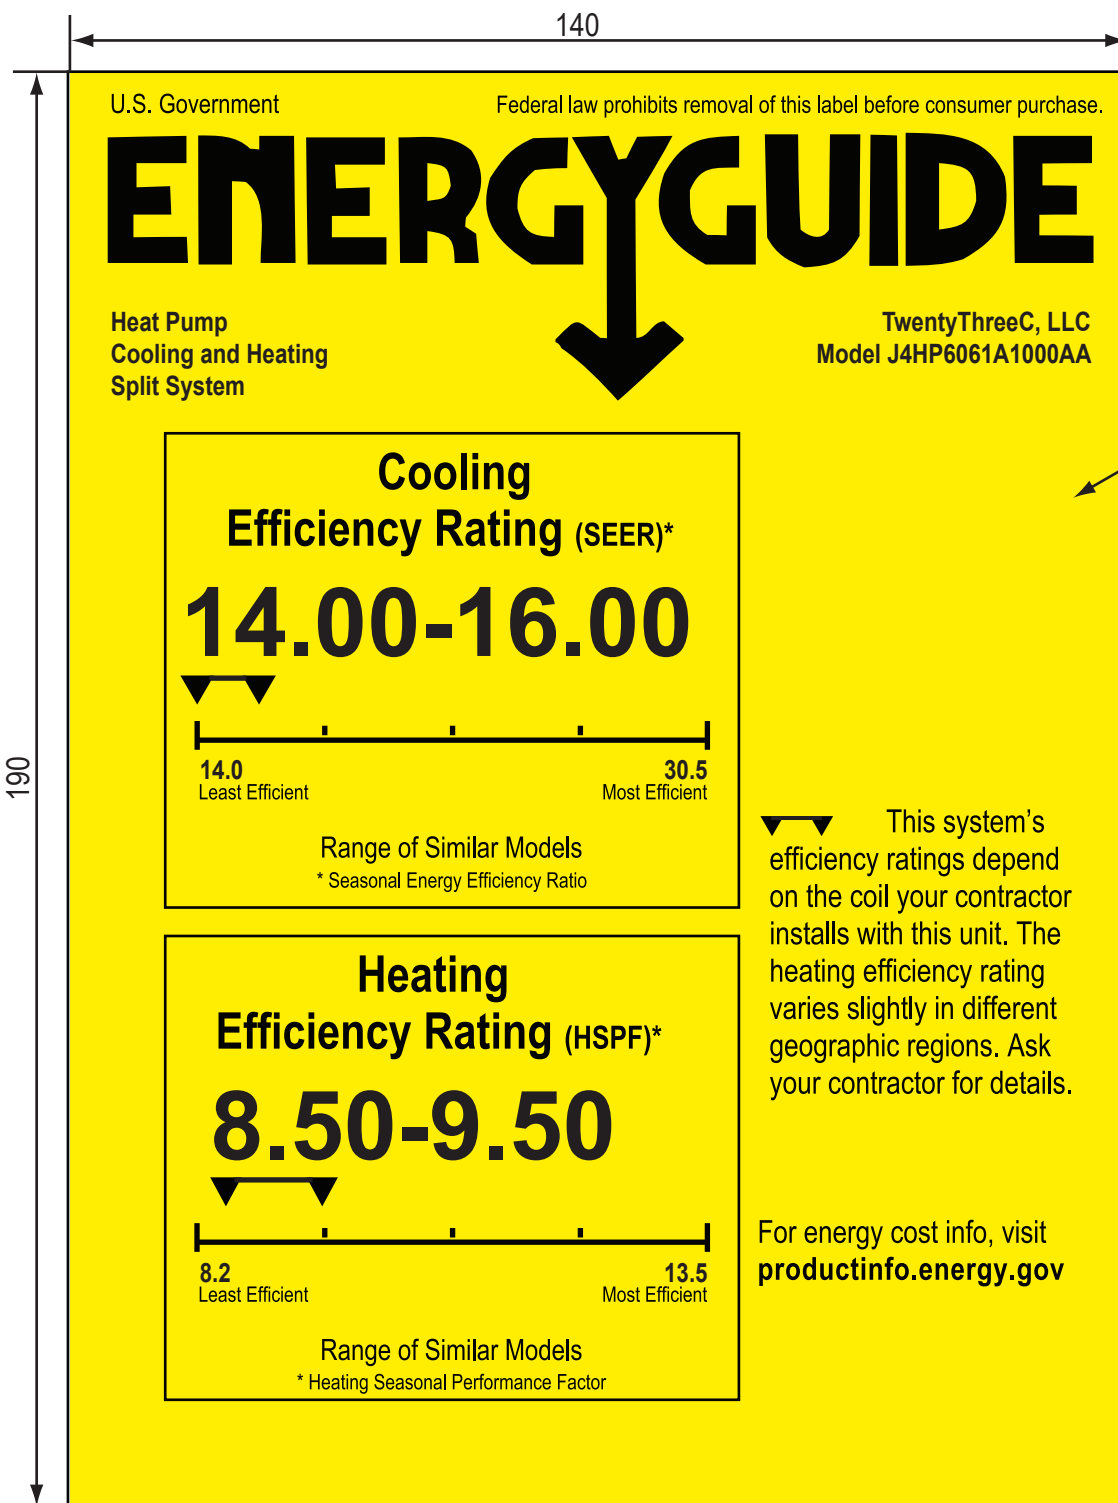 140
190
U.S. Government
Federal law prohibits removal of this label before consumer purchase.
ENERGYGUIDE
Heat Pump
Cooling and Heating
Split System
TwentyThreeC, LLC
Model J4HP6061A1000AA
Cooling
Efficiency Rating (SEER)*
14.00-16.00
14.0
Least Efficient
30.5
Most Efficient
Range of Similar Models
* Seasonal Energy Efficiency Ratio
This system's
efficiency ratings depend
on the coil your contractor
installs with this unit. The
heating efficiency rating
varies slightly in different
geographic regions. Ask
your contractor for details.
Heating
Efficiency Rating (HSPF)*
8.50-9.50
8.2
Least Efficient
13.5
Most Efficient
Range of Similar Models
* Heating Seasonal Performance Factor
For energy cost info, visit
productinfo.energy.gov